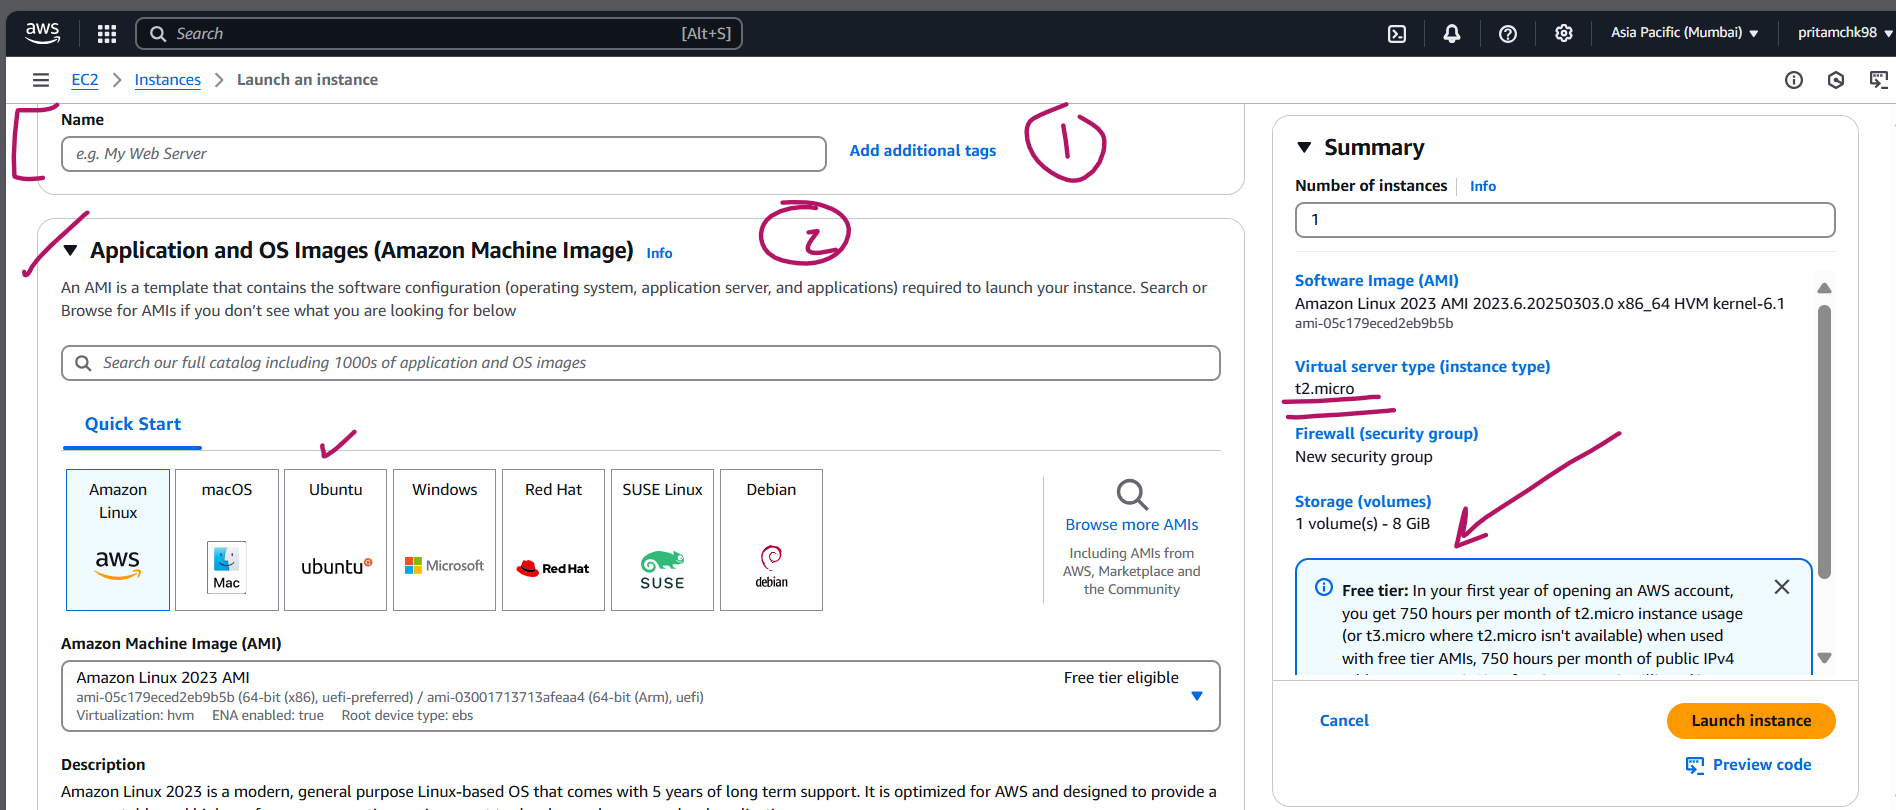 aws
Search
[Alt+S]
Asia Pacific (Mumbai)
pritamchk98
EC2
Instances
Launch an instance
Name
e.g. My Web Server
Add additional tags
1
Application and OS Images (Amazon Machine Image)
Info
2
An AMI is a template that contains the software configuration (operating system, application server, and applications) required to launch your instance. Search or
Browse for AMIs if you don't see what you are looking for below
Search our full catalog including 1000s of application and OS images
Quick Start
Amazon
Linux
aws
macOS
Mac
Ubuntu
ubuntu
Windows
Microsoft
Red Hat
Red Hat
SUSE Linux
SUSE
Debian
debian
Browse more AMIs
Including AMIs from
AWS, Marketplace and
the Community
Amazon Machine Image (AMI)
Amazon Linux 2023 AMI
Free tier eligible
ami-05c179eced2eb9b5b (64-bit (x86), uefi-preferred) / ami-03001713713afeaa4 (64-bit (Arm), uefi)
Virtualization: hvm ENA enabled: true Root device type: ebs
Description
Amazon Linux 2023 is a modern, general purpose Linux-based OS that comes with 5 years of long term support. It is optimized for AWS and designed to provide a
Summary
Number of instances
Info
1
Software Image (AMI)
Amazon Linux 2023 AMI 2023.6.20250303.0 x86_64 HVM kernel-6.1
ami-05c179eced2eb9b5b
Virtual server type (instance type)
t2.micro
Firewall (security group)
New security group
Storage (volumes)
1 volume(s) - 8 GiB
Free tier: In your first year of opening an AWS account,
you get 750 hours per month of t2.micro instance usage
(or t3.micro where t2.micro isn't available) when used
with free tier AMIs, 750 hours per month of public IPv4
Cancel
Launch instance
Preview code